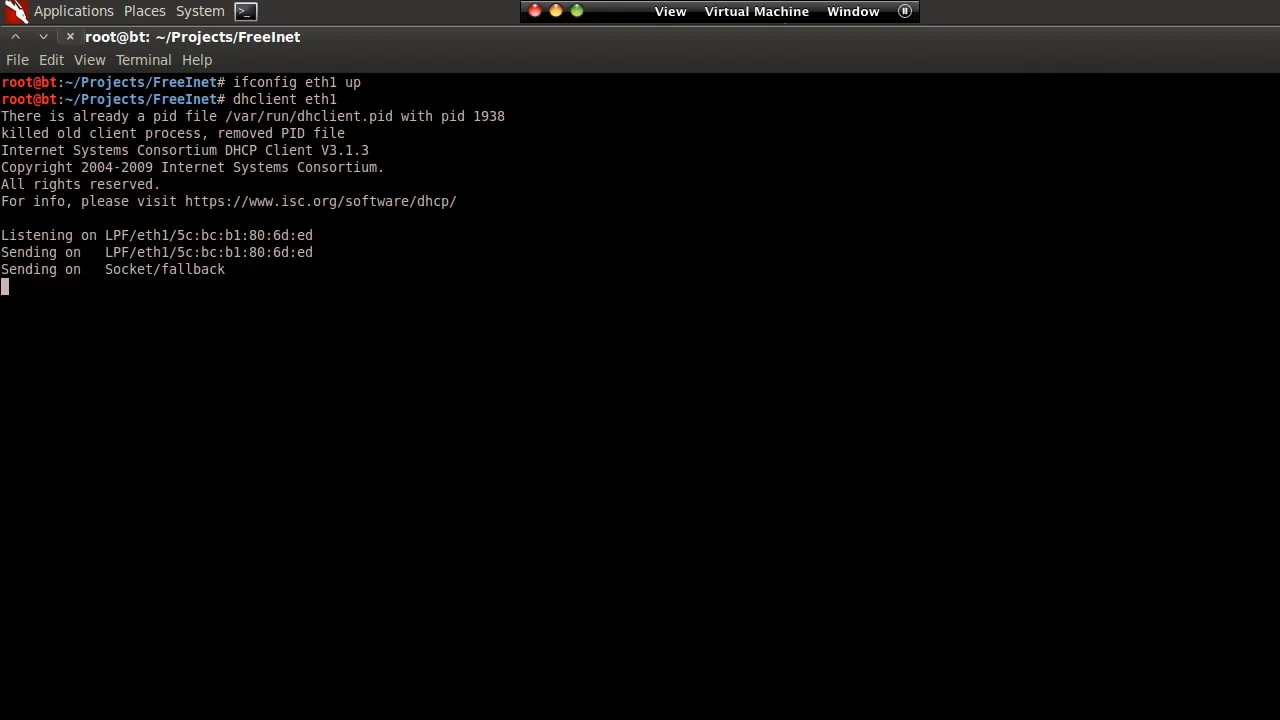 Applications Places System >_ View Virtual Machine Window
root@bt: ~/Projects/FreeInet
File Edit View Terminal Help
root@bt:~/Projects/FreeInet# ifconfig eth1 up
root@bt:~/Projects/FreeInet# dhclient eth1
There is already a pid file /var/run/dhclient.pid with pid 1938
killed old client process, removed PID file
Internet Systems Consortium DHCP Client V3.1.3
Copyright 2004-2009 Internet Systems Consortium.
All rights reserved.
For info, please visit https://www.isc.org/software/dhcp/

Listening on LPF/eth1/5c:bc:b1:80:6d:ed
Sending on   LPF/eth1/5c:bc:b1:80:6d:ed
Sending on   Socket/fallback